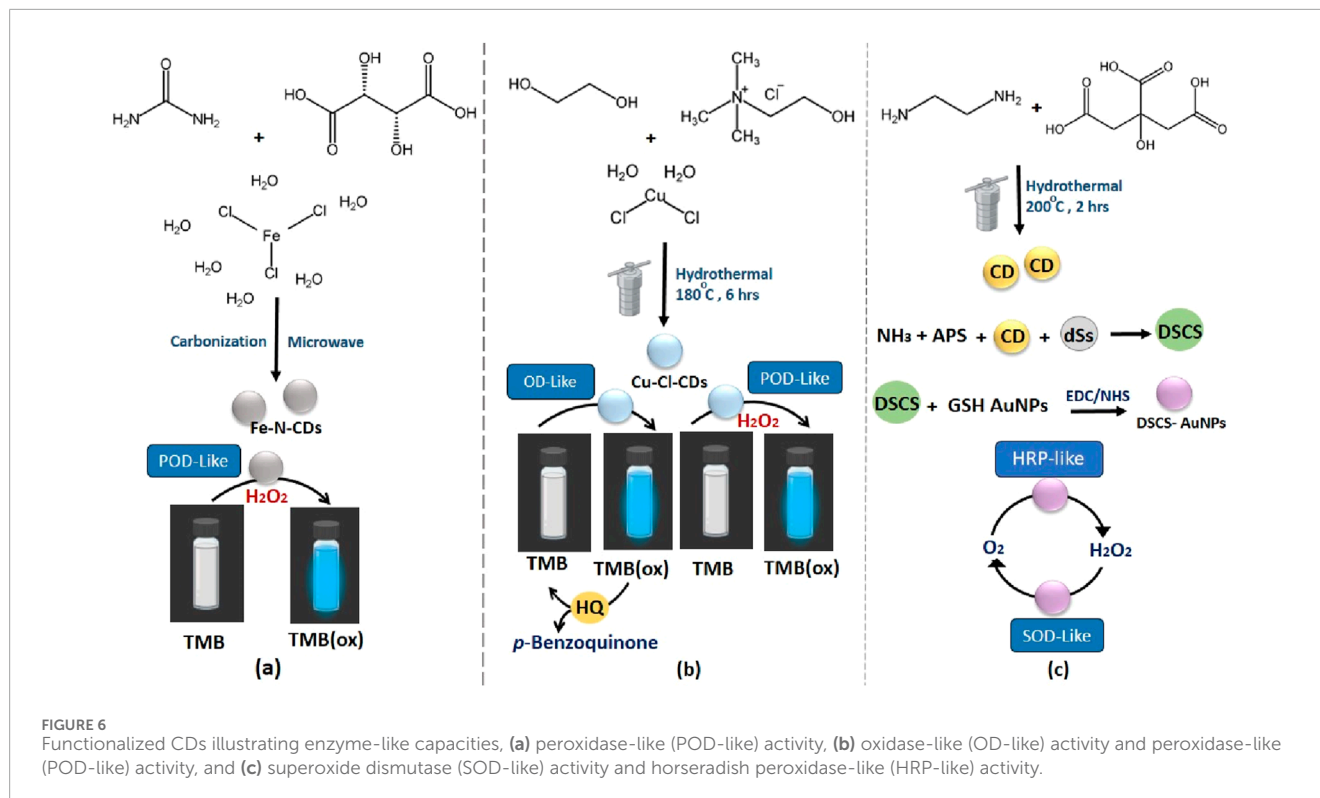 O
H₂N
NH₂
+
OH
O
HO
OH
O
OH
H₂O
H₂O
Cl
Cl
H₂O
Fe
H₂O
Cl
H₂O
H₂O
Carbonization
Microwave
Fe-N-CDs
POD-Like
H₂O₂
TMB
TMB(ox)
(a)
HO
OH
+
CH₃
H₃C
N⁺
Cl⁻
OH
CH₃
H₂O
H₂O
Cu
Cl
Cl
Hydrothermal
180°C , 6 hrs
Cu-Cl-CDs
OD-Like
POD-Like
H₂O₂
TMB
TMB(ox)
TMB
TMB(ox)
HQ
p-Benzoquinone
(b)
H₂N
NH₂
+
HO
O
O
OH
O
HO
OH
O
Hydrothermal
200°C , 2 hrs
CD
CD
NH₃ + APS + CD + dSs DSCS
DSCS + GSH AuNPs EDC/NHS DSCS- AuNPs
HRP-like
O₂
H₂O₂
SOD-Like
(c)
FIGURE 6
Functionalized CDs illustrating enzyme-like capacities, (a) peroxidase-like (POD-like) activity, (b) oxidase-like (OD-like) activity and peroxidase-like
(POD-like) activity, and (c) superoxide dismutase (SOD-like) activity and horseradish peroxidase-like (HRP-like) activity.